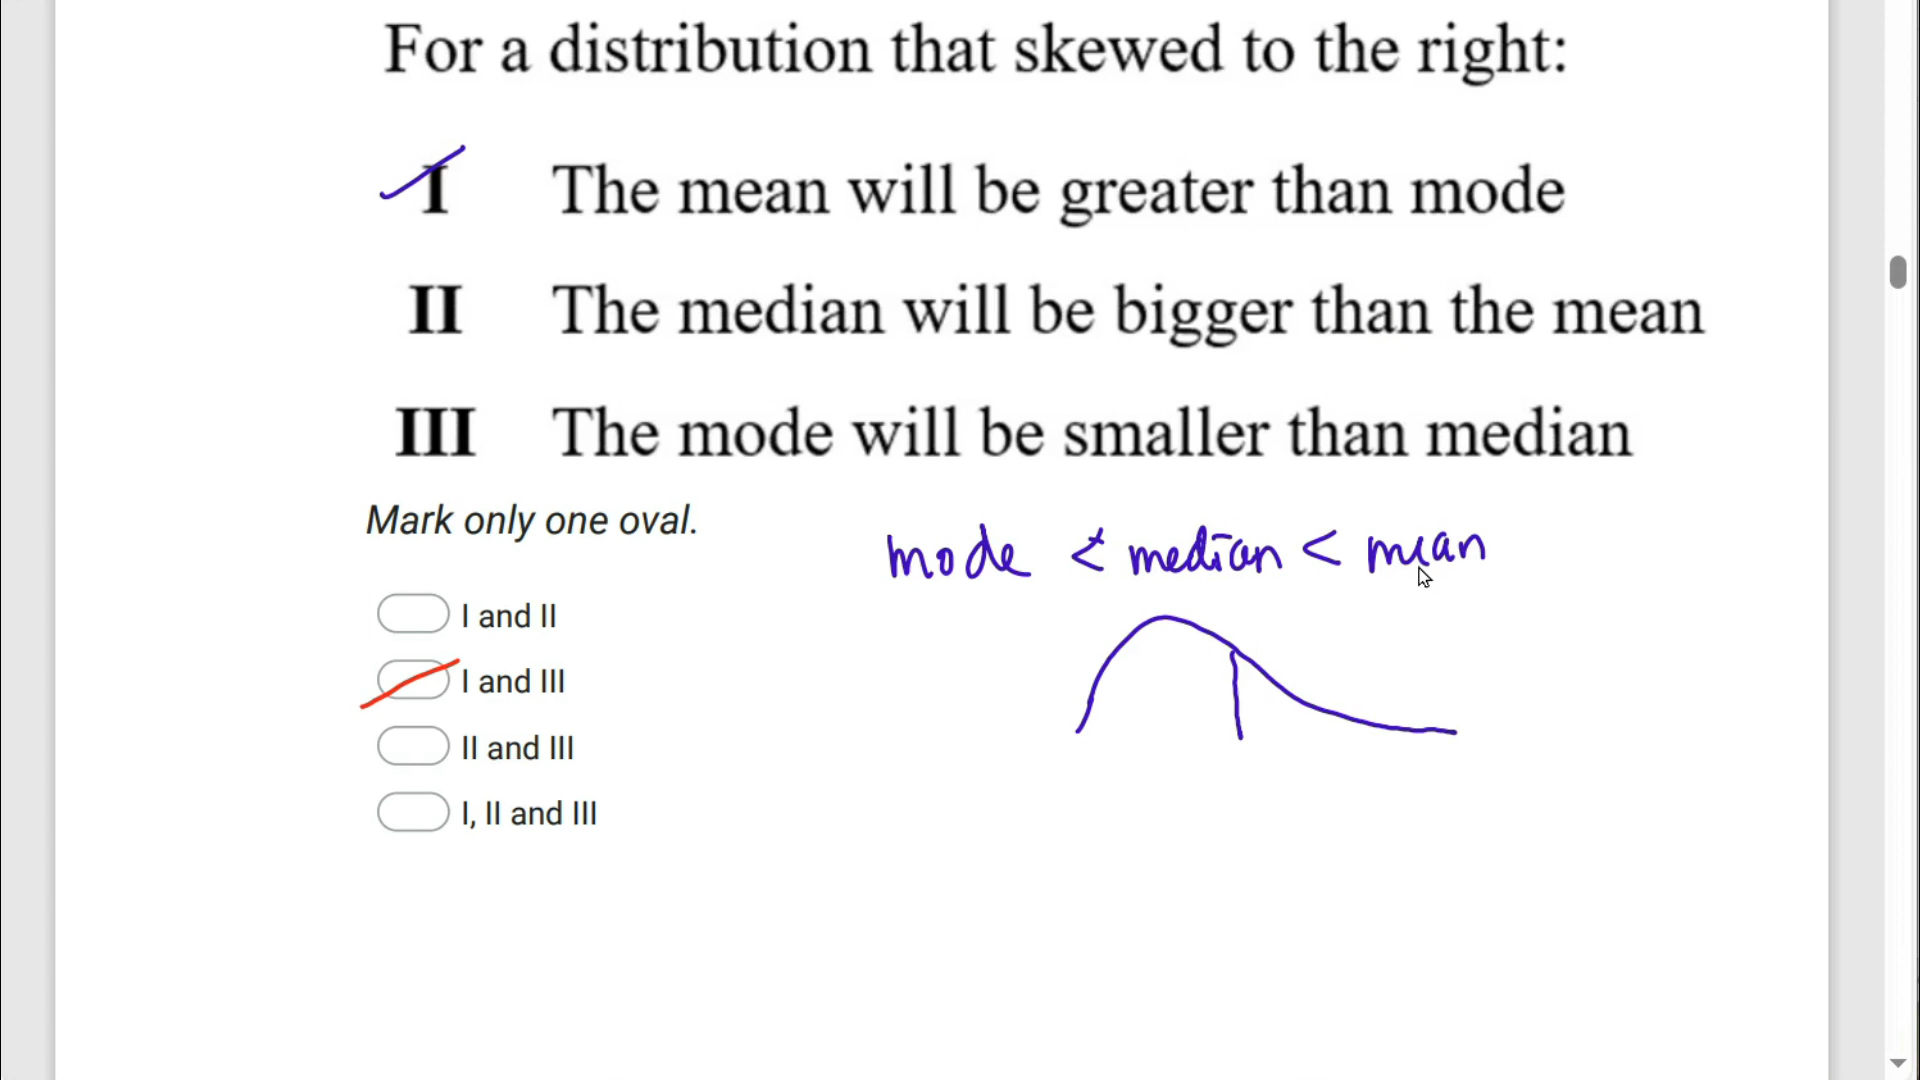 For a distribution that skewed to the right:
I The mean will be greater than mode
II The median will be bigger than the mean
III The mode will be smaller than median
Mark only one oval.
mode < median < mean
I and II
I and III
II and III
I, II and III